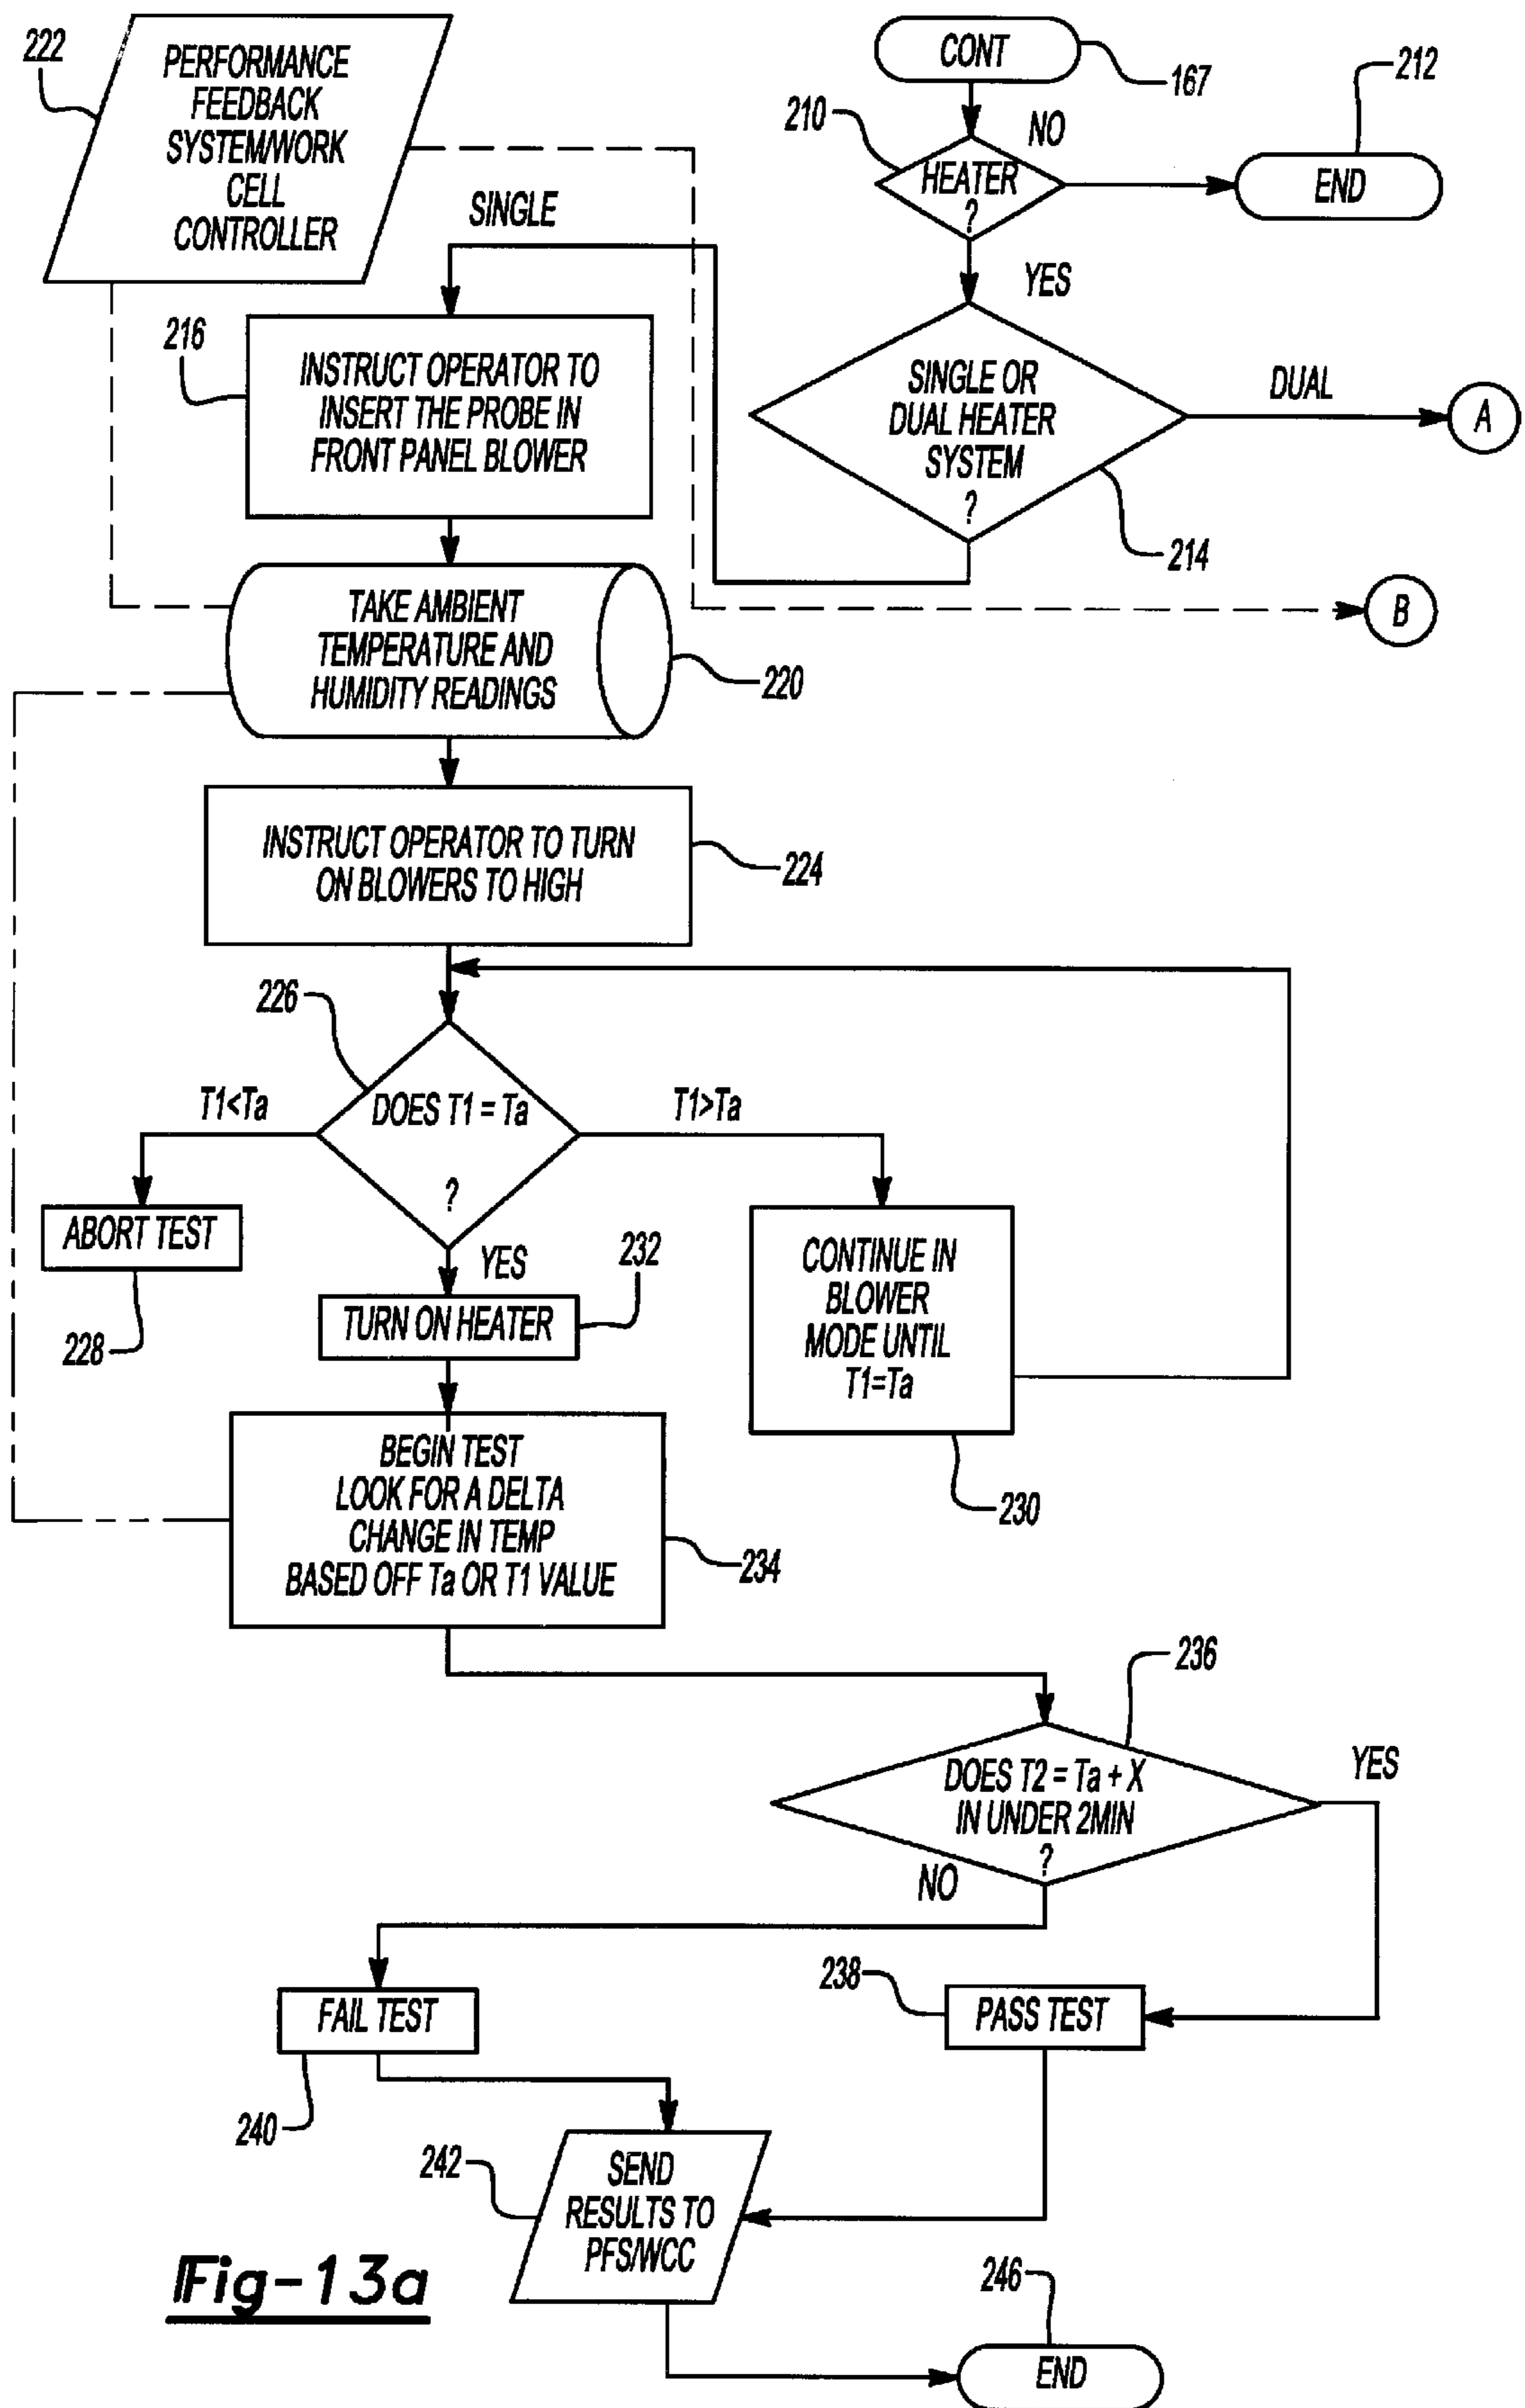 222
PERFORMANCE
FEEDBACK
SYSTEM/WORK
CELL
CONTROLLER
CONT
167
210
HEATER
?
NO
212
END
YES
SINGLE
216
INSTRUCT OPERATOR TO
INSERT THE PROBE IN
FRONT PANEL BLOWER
SINGLE OR
DUAL HEATER
SYSTEM
?
DUAL
A
214
B
TAKE AMBIENT
TEMPERATURE AND
HUMIDITY READINGS
220
INSTRUCT OPERATOR TO TURN
ON BLOWERS TO HIGH
224
226
T1<Ta
DOES T1 = Ta
?
T1>Ta
ABORT TEST
228
YES
232
TURN ON HEATER
CONTINUE IN
BLOWER
MODE UNTIL
T1=Ta
230
BEGIN TEST
LOOK FOR A DELTA
CHANGE IN TEMP
BASED OFF Ta OR T1 VALUE
234
236
DOES T2 = Ta + X
IN UNDER 2MIN
?
YES
NO
FAIL TEST
240
238
PASS TEST
242
SEND
RESULTS TO
PFS/WCC
246
END
Fig-13a